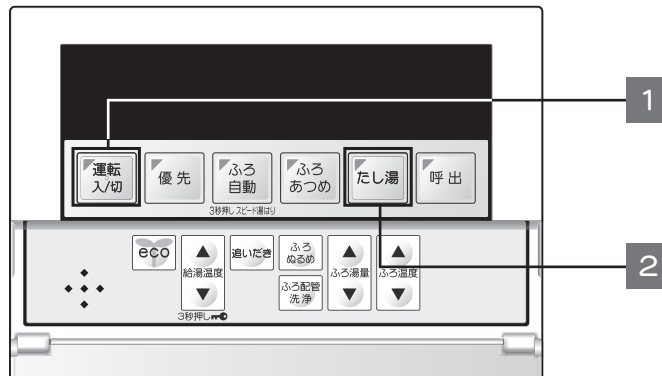 1
運転
入/切
優先
ふろ
自動
ふろ
あつめ
たし湯
呼出
3秒押しスピード湯はり
2
eco
給湯温度
3秒押し
追いだき
ふろ
ぬるめ
ふろ配管
洗浄
ふろ湯量
ふろ温度